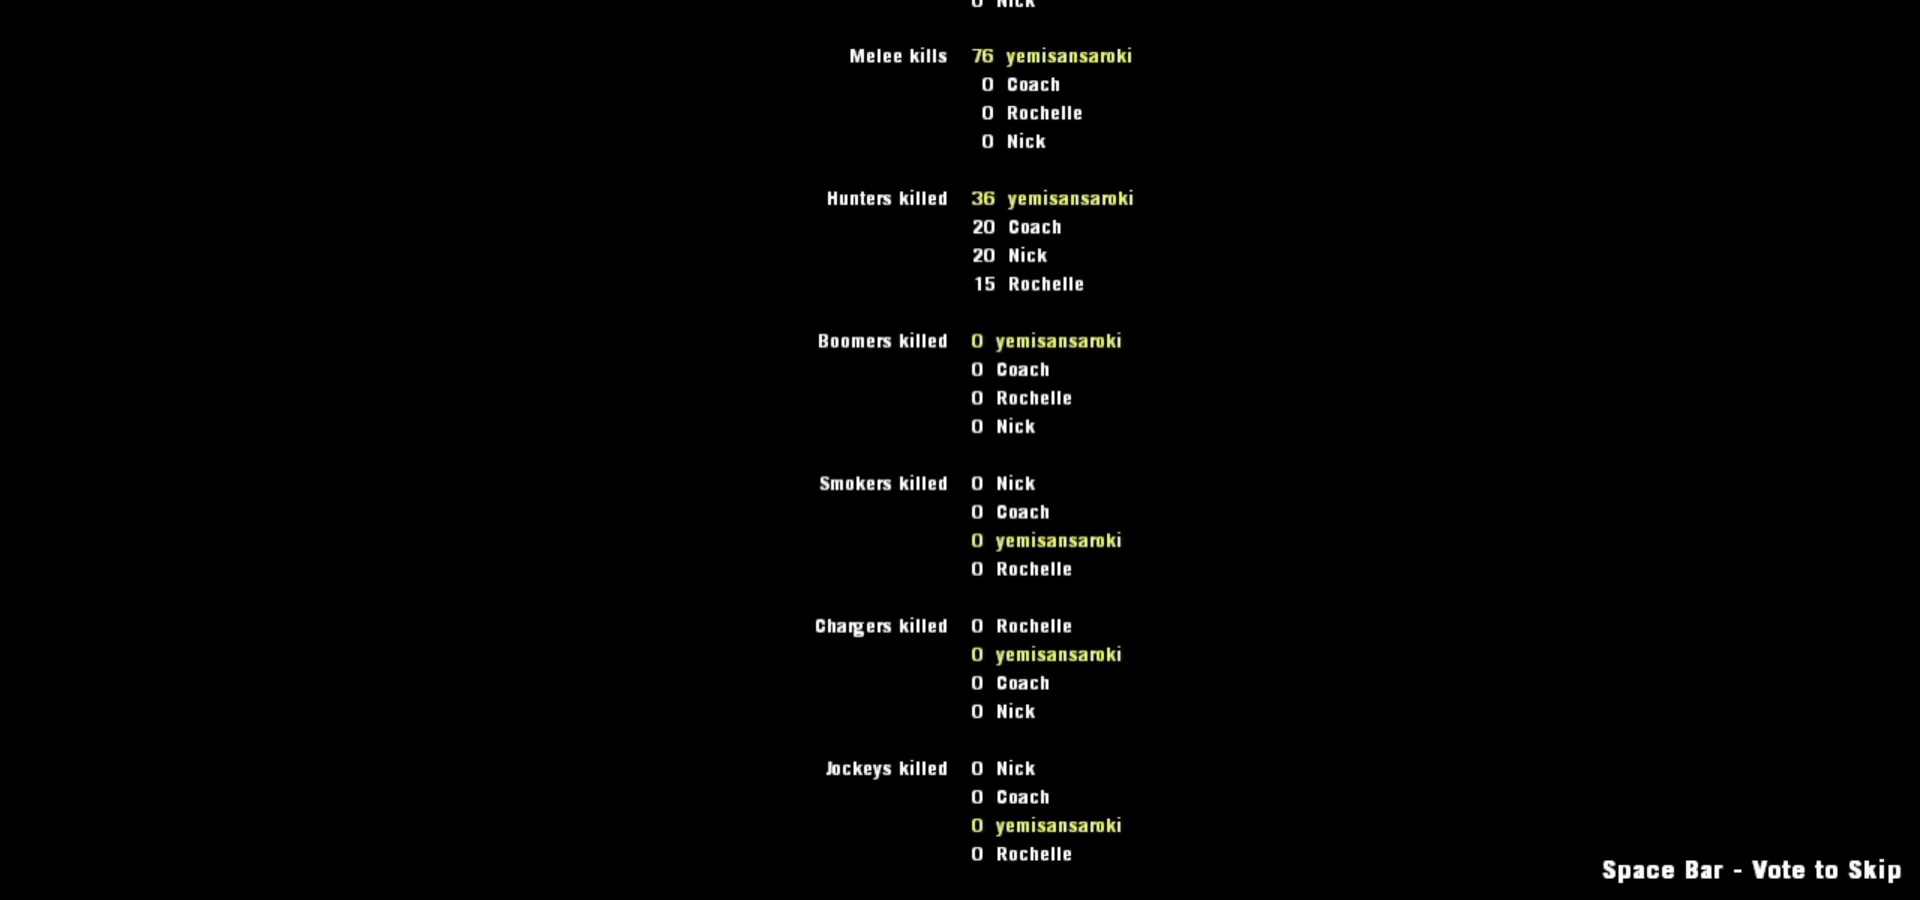 0 Nick
Melee kills 76 yemisansaroki
0 Coach
0 Rochelle
0 Nick
Hunters killed 36 yemisansaroki
20 Coach
20 Nick
15 Rochelle
Boomers killed 0 yemisansaroki
0 Coach
0 Rochelle
0 Nick
Smokers killed 0 Nick
0 Coach
0 yemisansaroki
0 Rochelle
Chargers killed 0 Rochelle
0 yemisansaroki
0 Coach
0 Nick
Jockeys killed 0 Nick
0 Coach
0 yemisansaroki
0 Rochelle
Space Bar - Vote to Skip